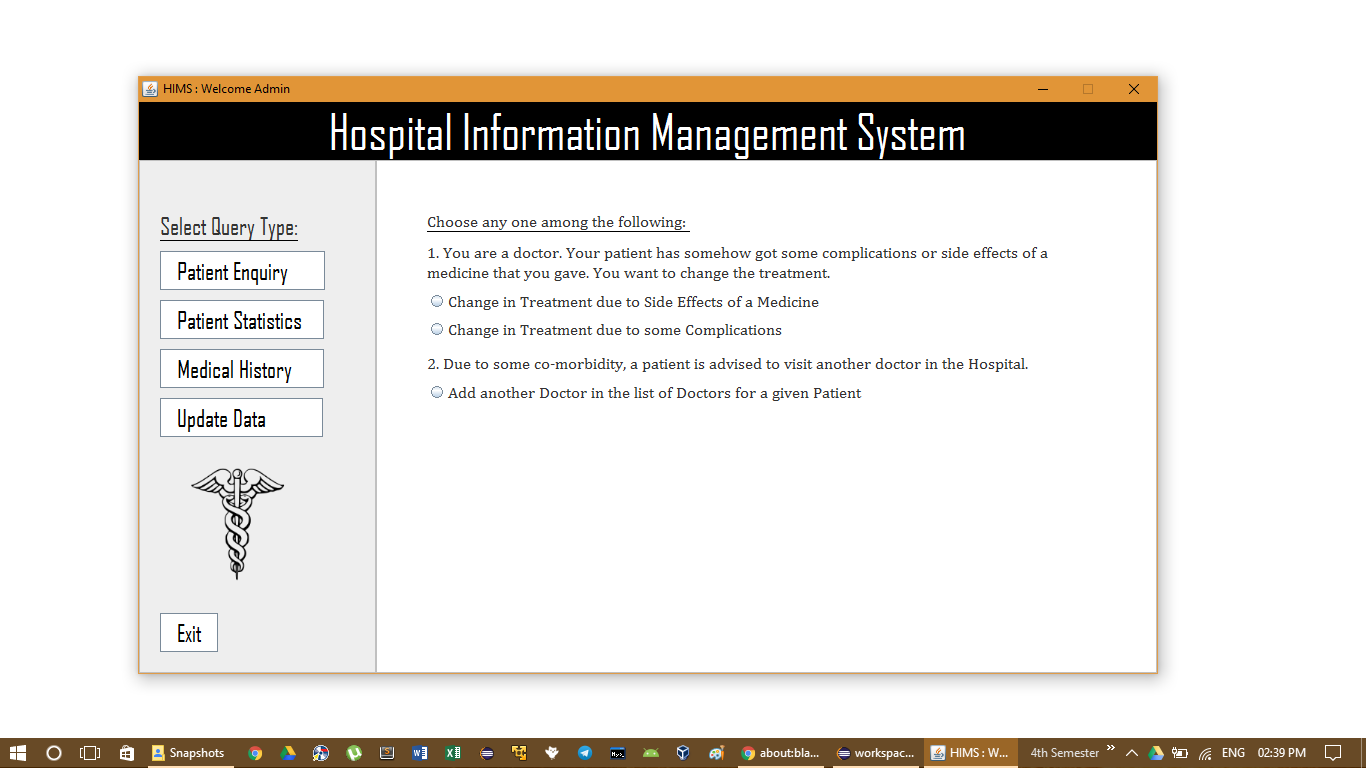 HIMS : Welcome Admin
Hospital Information Management System
Select Query Type:
Patient Enquiry
Patient Statistics
Medical History
Update Data
Exit
Choose any one among the following:
1. You are a doctor. Your patient has somehow got some complications or side effects of a
medicine that you gave. You want to change the treatment.
Change in Treatment due to Side Effects of a Medicine
Change in Treatment due to some Complications
2. Due to some co-morbidity, a patient is advised to visit another doctor in the Hospital.
Add another Doctor in the list of Doctors for a given Patient
Snapshots about:bla... workspac... HIMS : W... 4th Semester ENG 02:39 PM